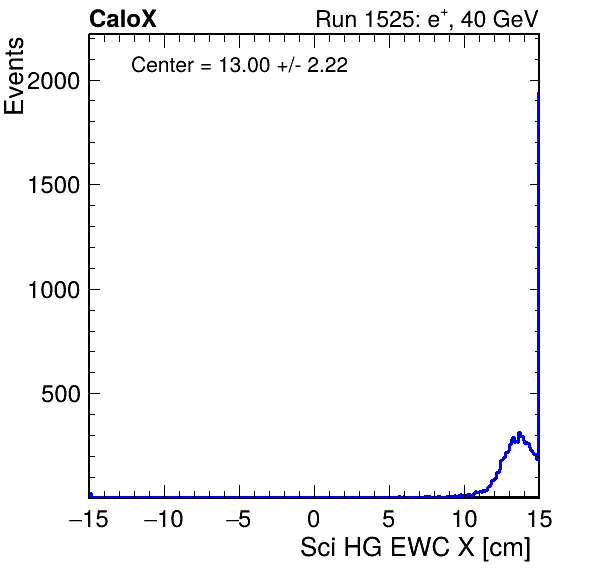 CaloX Run 1525: e⁺, 40 GeV
Center = 13.00 +/- 2.22
Events
2000
1500
1000
500
−15 −10 −5 0 5 10 15
Sci HG EWC X [cm]